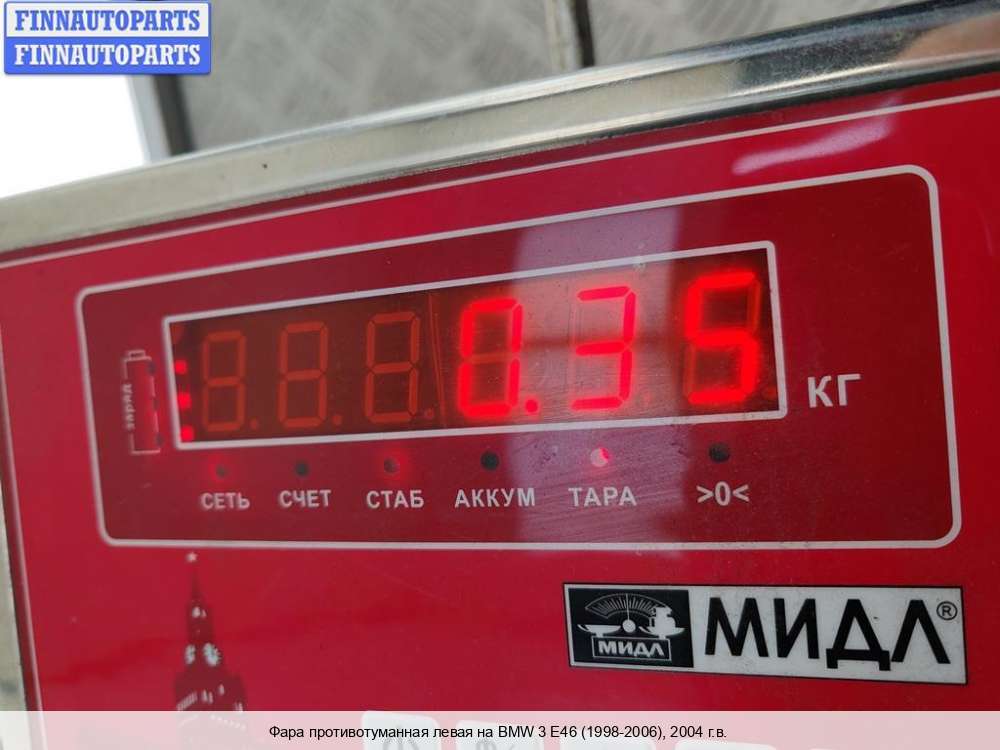 FINNAUTOPARTS
FINNAUTOPARTS
0.35
КГ
заряд
СЕТЬ СЧЕТ СТАБ АККУМ ТАРА >0<
МИДЛ
МИДЛ®
Фара противотуманная левая на BMW 3 E46 (1998-2006), 2004 г.в.